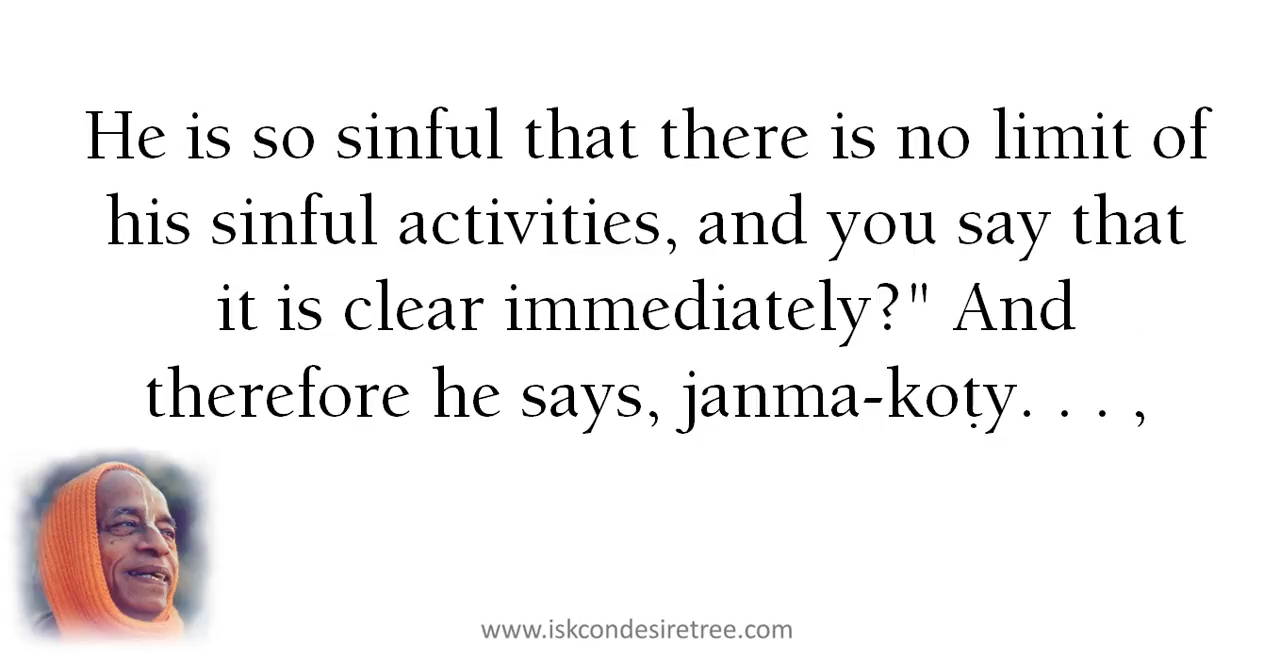 He is so sinful that there is no limit of
his sinful activities, and you say that
it is clear immediately?" And
therefore he says, janma-koṭy. . . ,
www.iskcondesiretree.com